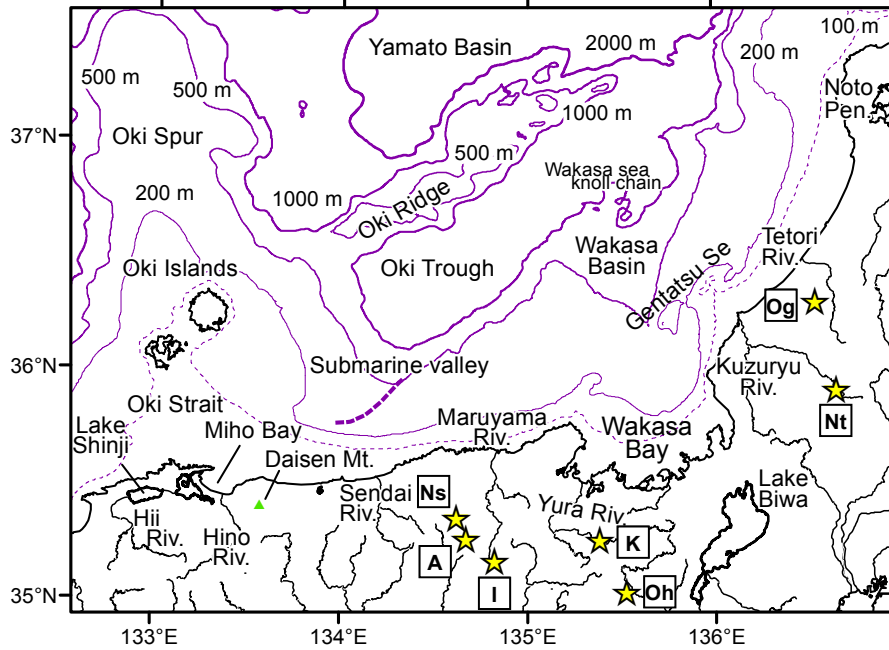 100 m
Yamato Basin
2000 m
200 m
500 m
500 m
Noto
Pen.
1000 m
37°N
Oki Spur
500 m
Wakasa sea
knoll-chain
200 m
1000 m
Oki Ridge
Wakasa
Basin
Tetori
Riv.
Oki Islands
Oki Trough
Gentatsu Se
Og
36°N
Submarine valley
Kuzuryu
Riv.
Oki Strait
Nt
Lake
Shinji
Miho Bay
Maruyama
Riv.
Wakasa
Bay
Daisen Mt.
Lake
Biwa
Ns
Sendai
Riv.
Yura Riv.
Hii
Riv.
Hino
Riv.
K
A
I
Oh
35°N
133°E
134°E
135°E
136°E